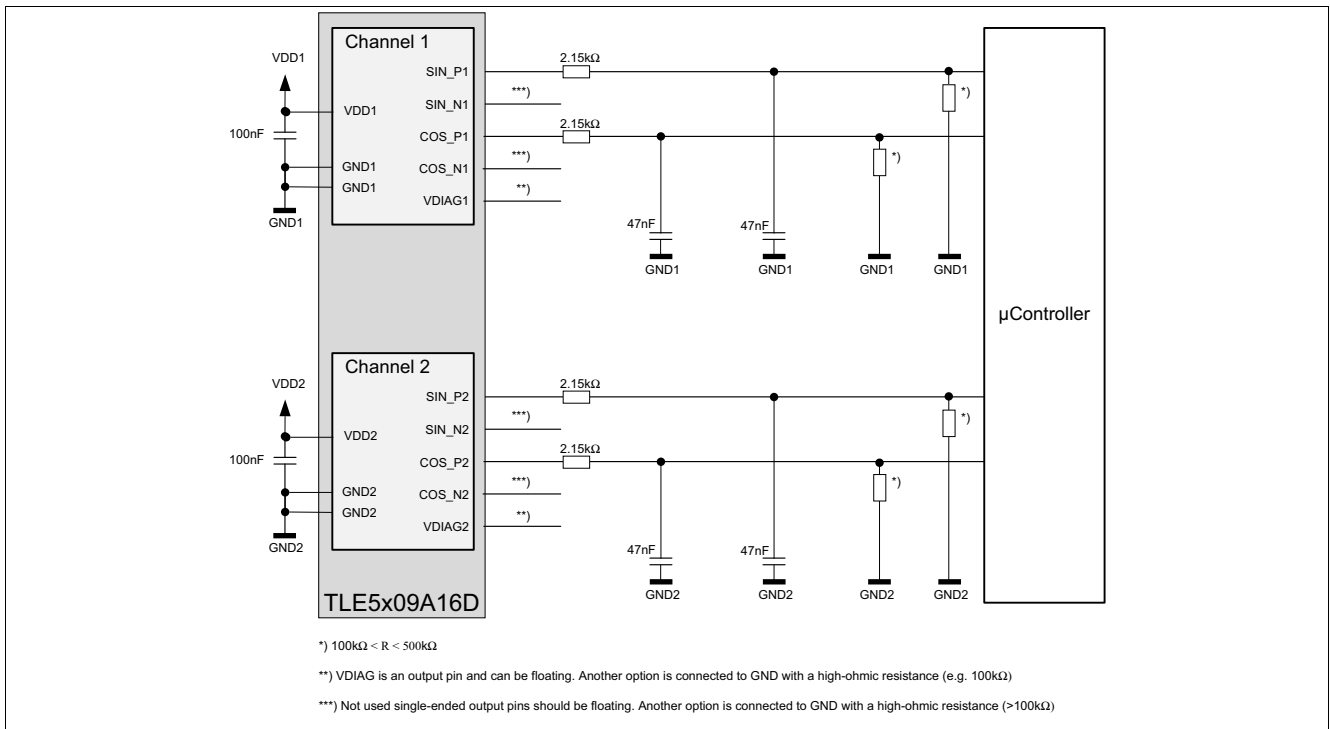 Channel 1
VDD1
2.15kΩ
SIN_P1
***)
SIN_N1
*)
VDD1
2.15kΩ
100nF
COS_P1
***)
*)
GND1
COS_N1
GND1
**)
VDIAG1
GND1
47nF
47nF
GND1
GND1
GND1
GND1
µController
Channel 2
VDD2
2.15kΩ
SIN_P2
***)
SIN_N2
*)
VDD2
2.15kΩ
100nF
COS_P2
***)
*)
GND2
COS_N2
GND2
**)
VDIAG2
GND2
47nF
47nF
GND2
GND2
GND2
GND2
TLE5x09A16D
*) 100kΩ < R < 500kΩ
**) VDIAG is an output pin and can be floating. Another option is connected to GND with a high-ohmic resistance (e.g. 100kΩ)
***) Not used single-ended output pins should be floating. Another option is connected to GND with a high-ohmic resistance (>100kΩ)